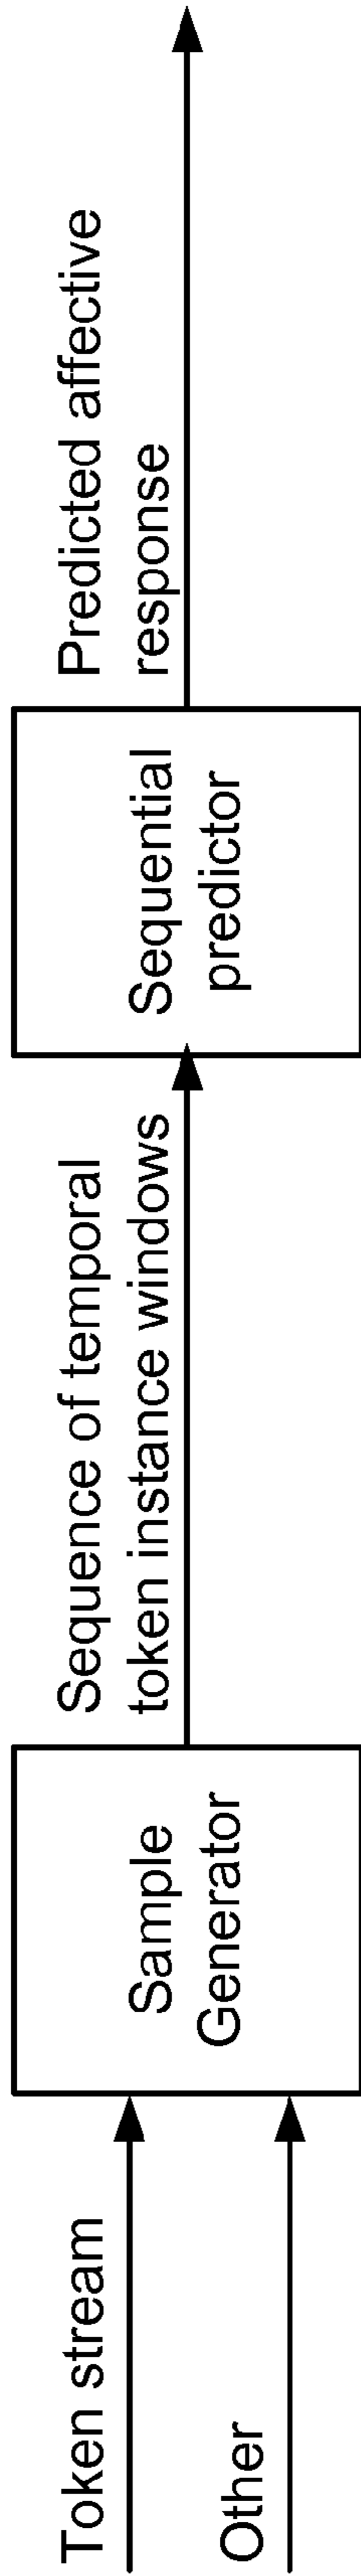 Token stream
Other
Sample
Generator
Sequence of temporal
token instance windows
Sequential
predictor
Predicted affective
response